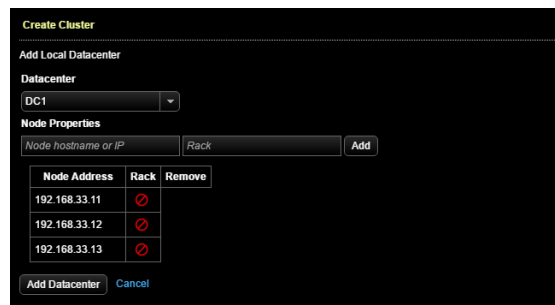 Create Cluster
Add Local Datacenter
Datacenter
DC1
Node Properties
Node hostname or IP Rack Add
Node Address Rack Remove
192.168.33.11
192.168.33.12
192.168.33.13
Add Datacenter Cancel